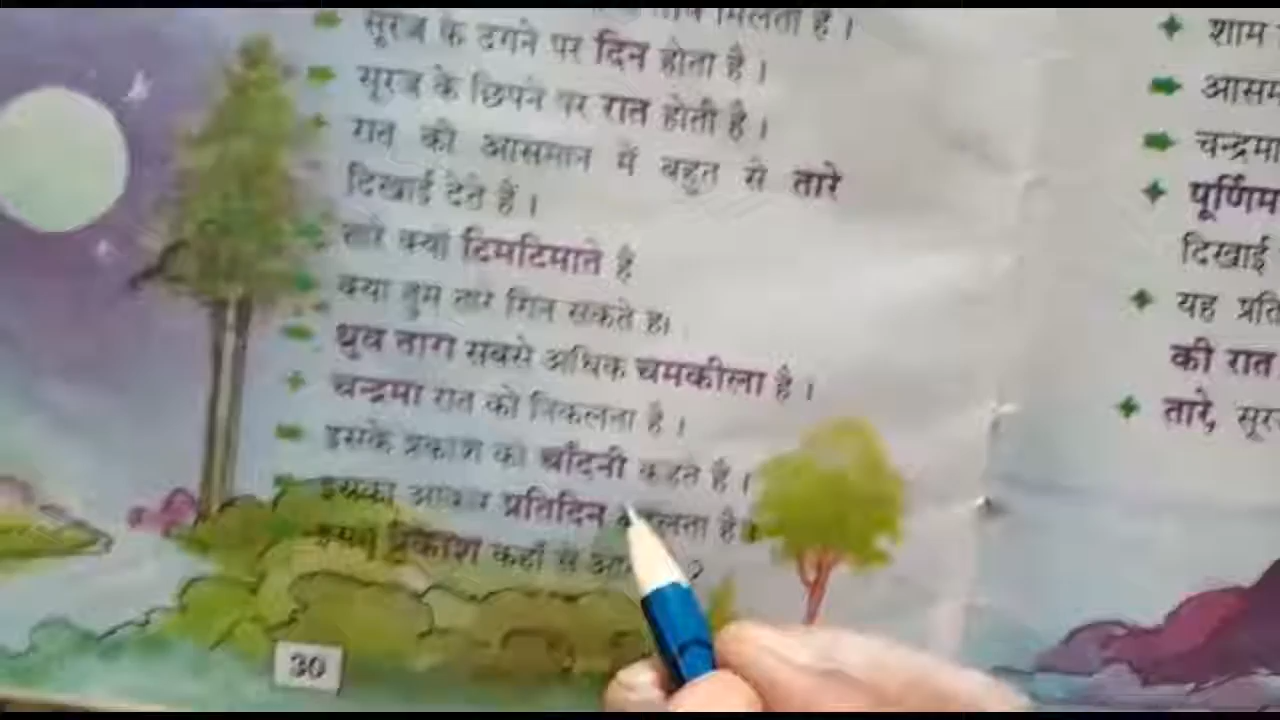 मिलता है ।
सूरज के उगने पर दिन होता है ।
सूरज के छिपने पर रात होती है ।
रात को आसमान में बहुत से तारे
दिखाई देते हैं ।
तारे क्यों टिमटिमाते है
क्या तुम तारे गिन सकते हो।
ध्रुव तारा सबसे अधिक चमकीला है ।
चन्द्रमा रात को निकलता है ।
इसके प्रकाश को चाँदनी कहते है ।
इसका आकार प्रतिदिन है ।
इसमें प्रकाश कहाँ से ?
30
शाम
आसम
चन्द्रमा
पूर्णिम
दिखाई
यह प्रति
की रात
तारे, सूर